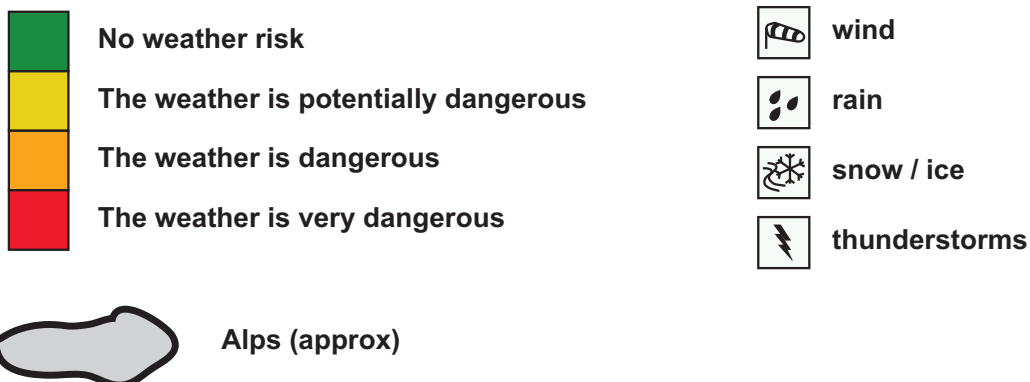 No weather risk
The weather is potentially dangerous
The weather is dangerous
The weather is very dangerous
wind
rain
snow / ice
thunderstorms
Alps (approx)